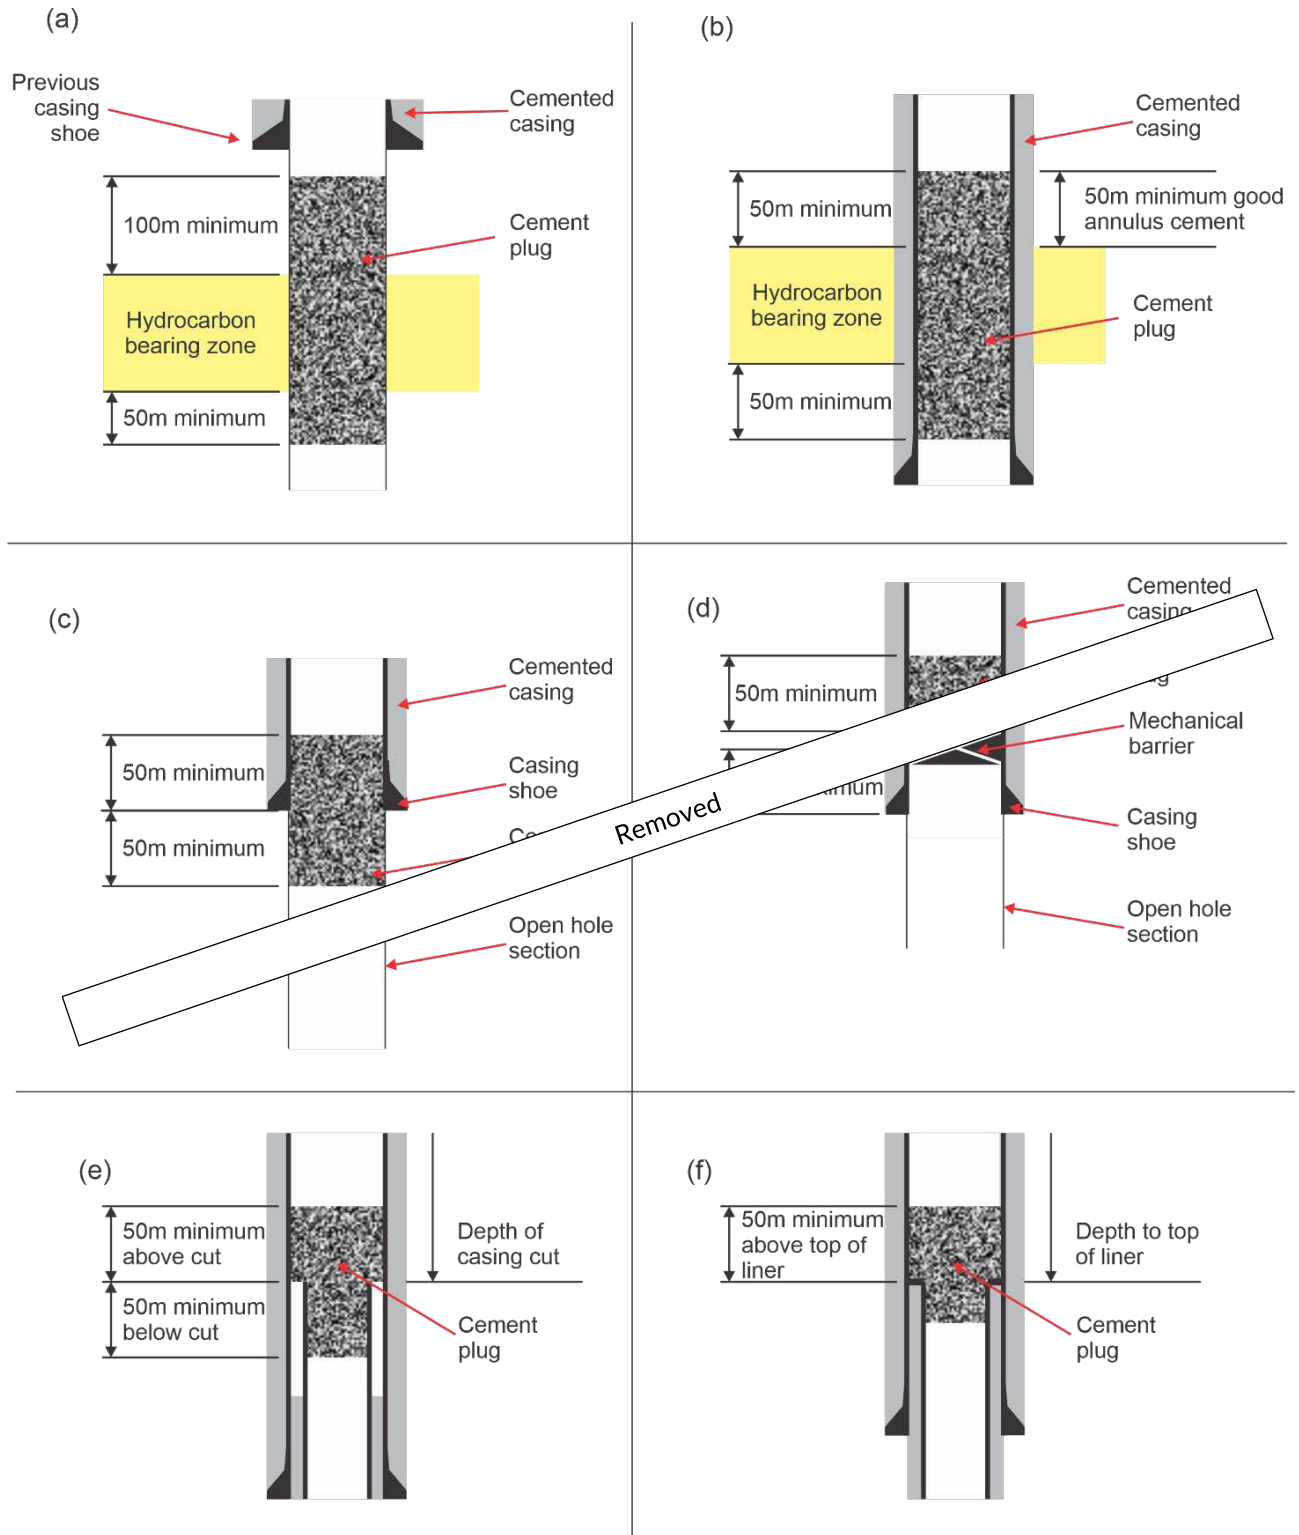 (a)
Previous
casing
shoe
Cemented
casing
100m minimum
Cement
plug
Hydrocarbon
bearing zone
50m minimum
(b)
Cemented
casing
50m minimum
50m minimum good
annulus cement
Hydrocarbon
bearing zone
Cement
plug
50m minimum
(c)
Cemented
casing
50m minimum
Casing
shoe
50m minimum
Open hole
section
(d)
Cemented
casing
50m minimum
Mechanical
barrier
Casing
shoe
Open hole
section
Removed
(e)
50m minimum
above cut
Depth of
casing cut
50m minimum
below cut
Cement
plug
(f)
50m minimum
above top of
liner
Depth to top
of liner
Cement
plug